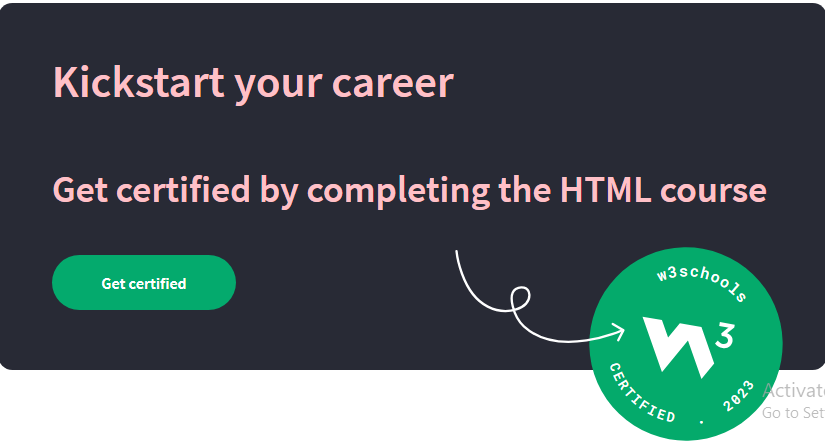 Kickstart your career
Get certified by completing the HTML course
Get certified
w3schools
W3
CERTIFIED . 2023
Activate
Go to Set